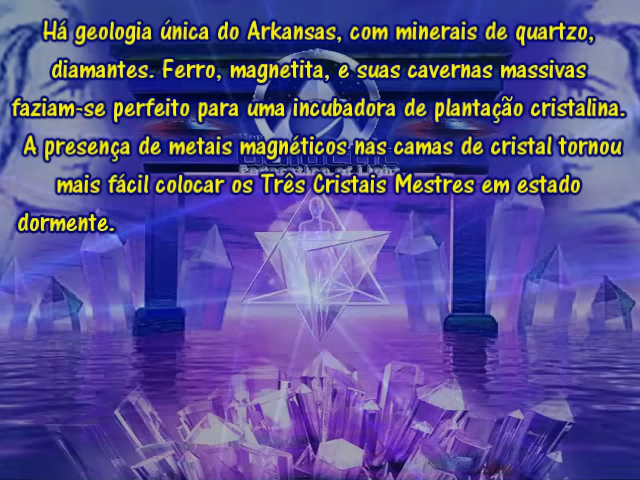 Há geologia única do Arkansas, com minerais de quartzo,
diamantes. Ferro, magnetita, e suas cavernas massivas
faziam-se perfeito para uma incubadora de plantação cristalina.
A presença de metais magnéticos nas camas de cristal tornou
mais fácil colocar os Três Cristais Mestres em estado
dormente.